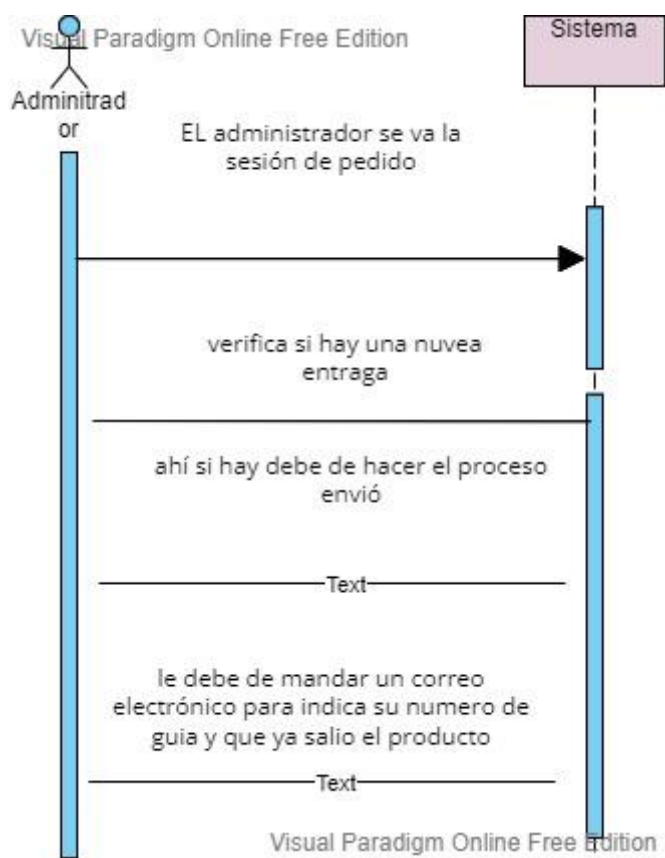 Visual Paradigm Online Free Edition
Sistema
Adminitrad
or
EL administrador se va la
sesión de pedido
verifica si hay una nuvea
entraga
ahí si hay debe de hacer el proceso
envió
Text
le debe de mandar un correo
electrónico para indica su numero de
guia y que ya salio el producto
Text
Visual Paradigm Online Free Edition